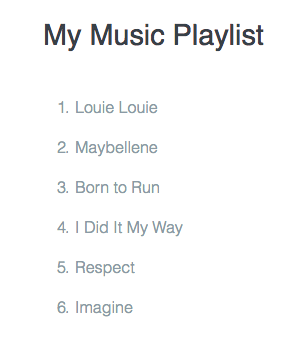 My Music Playlist
1. Louie Louie
2. Maybellene
3. Born to Run
4. I Did It My Way
5. Respect
6. Imagine